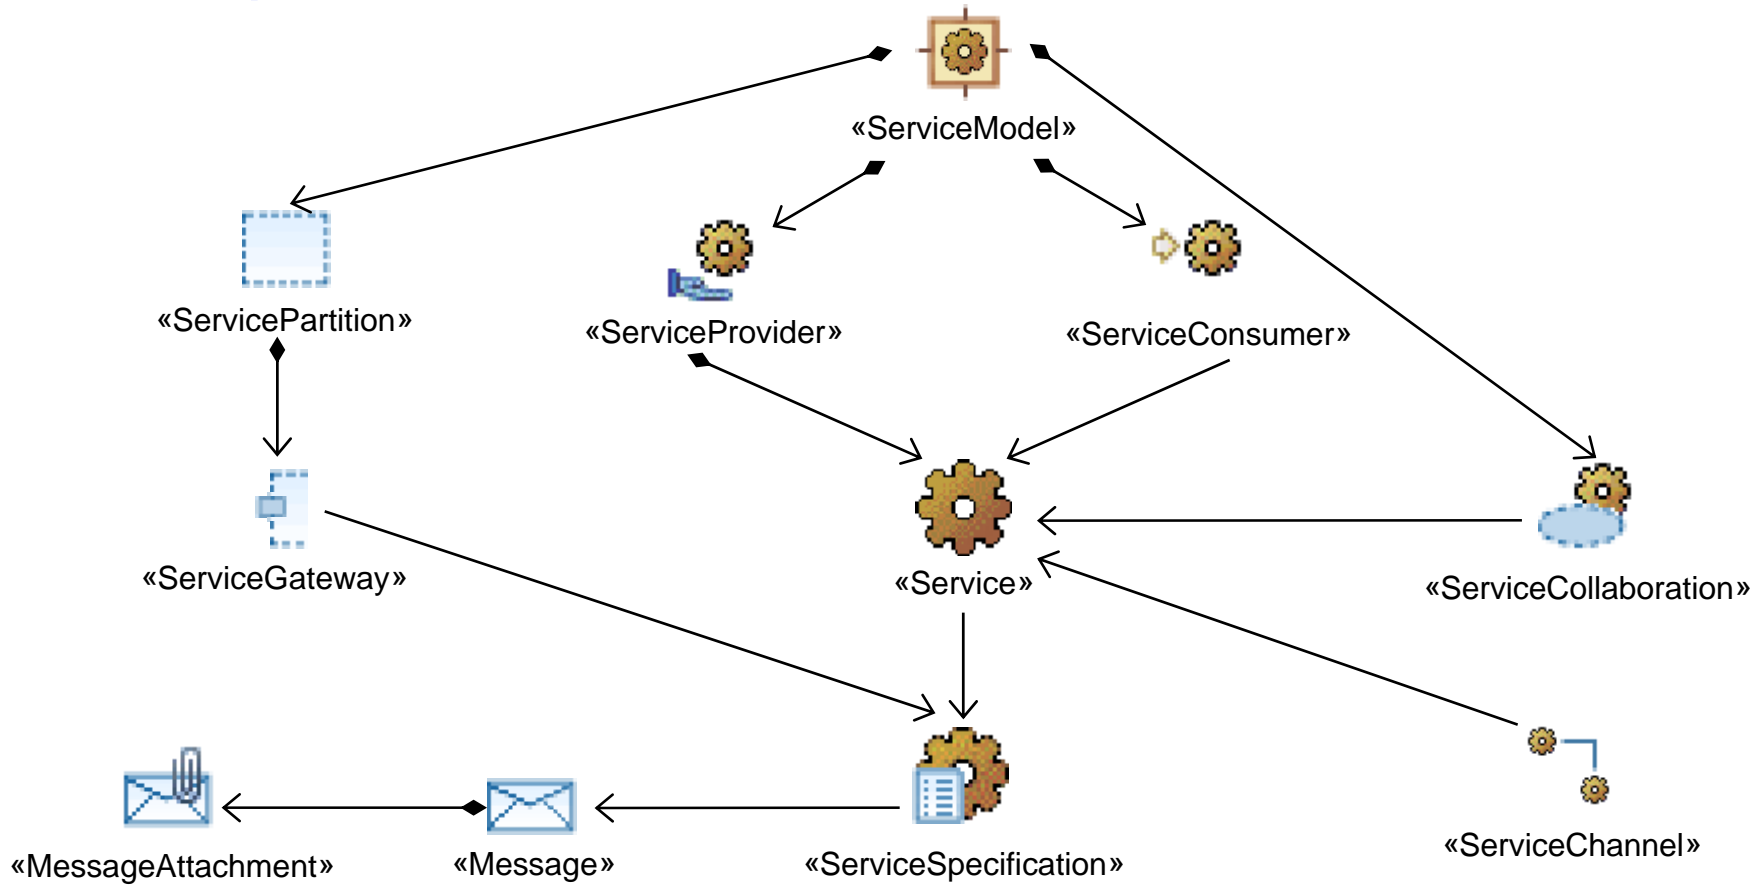 «ServiceModel»
«ServicePartition»
«ServiceProvider»
«ServiceConsumer»
«ServiceGateway»
«Service»
«ServiceCollaboration»
«MessageAttachment»
«Message»
«ServiceSpecification»
«ServiceChannel»